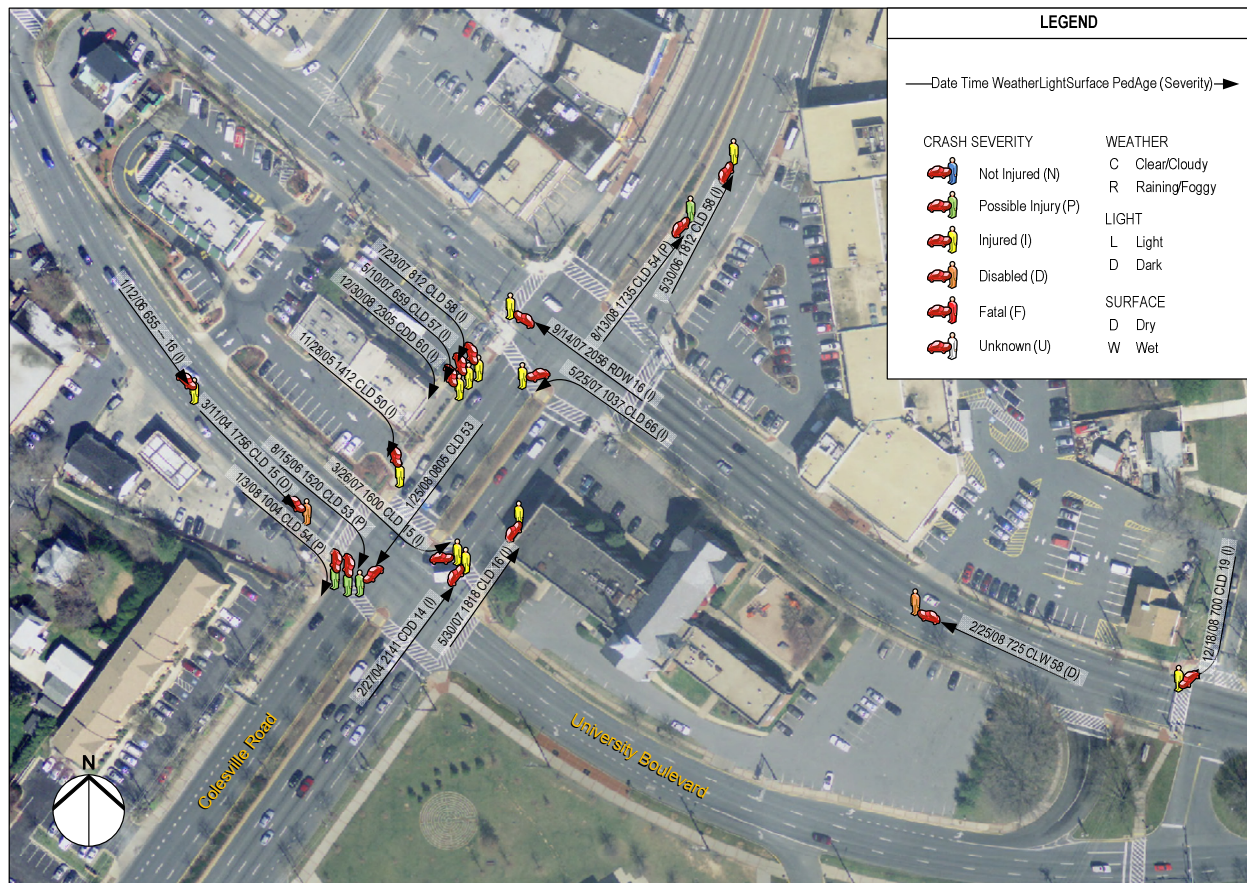 LEGEND
Date Time WeatherLightSurface PedAge (Severity)
CRASH SEVERITY
Not Injured (N)
Possible Injury (P)
Injured (I)
Disabled (D)
Fatal (F)
Unknown (U)
WEATHER
C Clear/Cloudy
R Raining/Foggy
LIGHT
L Light
D Dark
SURFACE
D Dry
W Wet
8/13/08 1735 CLD 54 (P)
5/30/06 1812 CLD 58 (I)
7/23/07 812 CLD 58 (I)
5/10/07 659 CLD 57 (I)
12/30/08 2305 CDD 60 (I)
11/28/05 1412 CLD 50 (I)
1/12/06 655 -- 16 (I)
9/14/07 2056 RDW 16 (I)
5/25/07 1037 CLD 66 (I)
3/11/04 1756 CLD 15 (D)
8/15/06 1520 CLD 53 (P)
1/3/08 1004 CLD 54 (P)
3/26/07 1600 CLD 15 (I)
1/25/08 0805 CLD 53
2/27/04 2141 CDD 14 (I)
5/30/07 1818 CLD 16 (I)
2/25/08 725 CLW 58 (D)
12/18/08 700 CLD 19 (I)
Colesville Road
University Boulevard
N